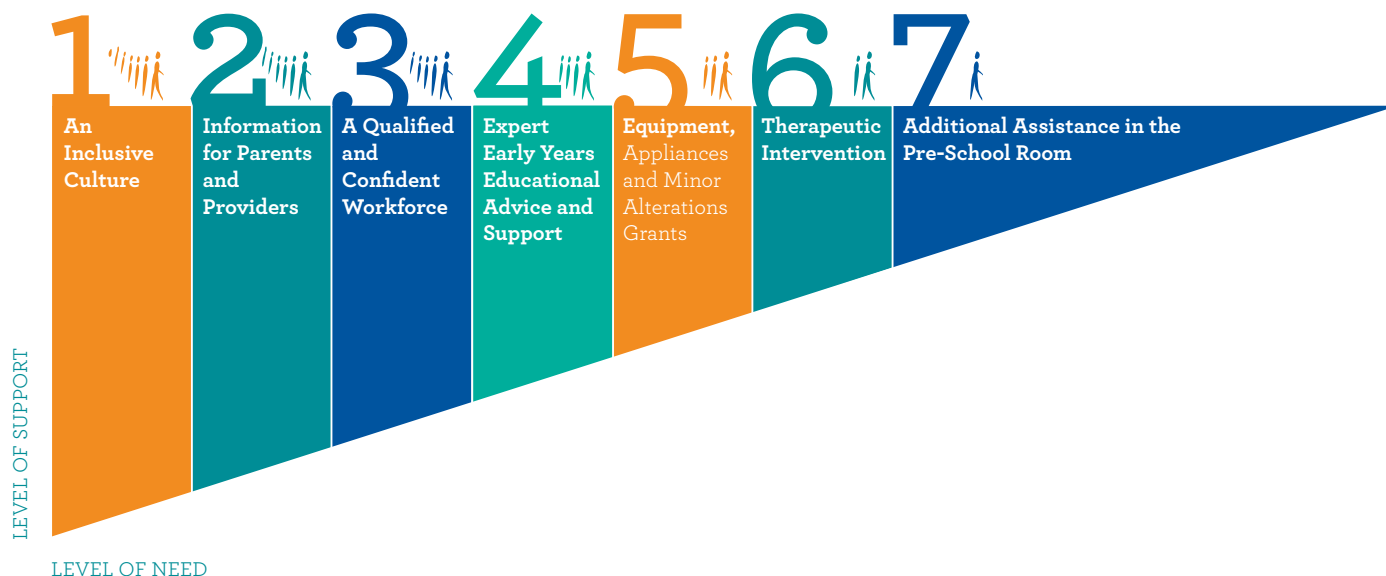 1
An
Inclusive
Culture
2
Information
for Parents
and
Providers
3
A Qualified
and
Confident
Workforce
4
Expert
Early Years
Educational
Advice and
Support
5
Equipment,
Appliances
and Minor
Alterations
Grants
6
Therapeutic
Intervention
7
Additional Assistance in the
Pre-School Room
LEVEL OF SUPPORT
LEVEL OF NEED